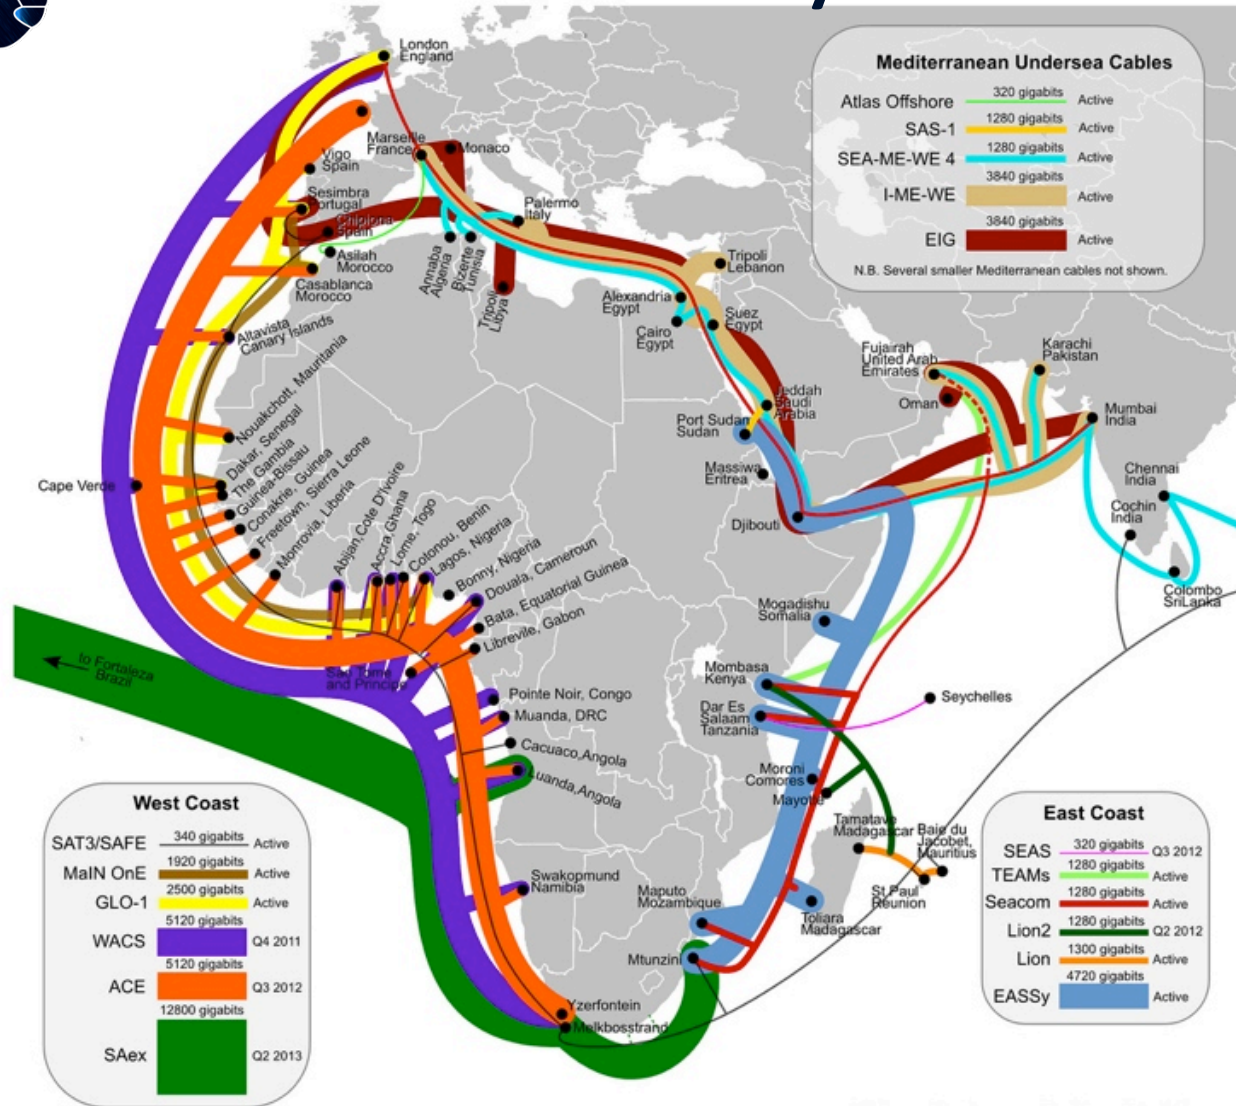 London
England
Marseille
France
Monaco
Vigo
Spain
Sesimbra
Portugal
Chipiona
Spain
Palermo
Italy
Asilah
Morocco
Casablanca
Morocco
Annaba
Algeria
Bizerte
Tunisia
Tripoli
Libya
Tripoli
Lebanon
Alexandria
Egypt
Cairo
Egypt
Suez
Egypt
Altavista
Canary Islands
Nouakchott, Mauritania
Dakar, Senegal
The Gambia
Guinea-Bissau
Conakrie, Guinea
Freetown, Sierra Leone
Monrovia, Liberia
Abijan, Cote D'Ivoire
Accra, Ghana
Lome, Togo
Cotonou, Benin
Lagos, Nigeria
Bonny, Nigeria
Douala, Cameroun
Bata, Equatorial Guinea
Librevile, Gabon
Cape Verde
Jeddah
Saudi
Arabia
Port Sudan
Sudan
Massiwa
Eritrea
Djibouti
Fujairah
United Arab
Emirates
Oman
Karachi
Pakistan
Mumbai
India
Chennai
India
Cochin
India
Colombo
SriLanka
Mogadishu
Somalia
Mombasa
Kenya
Dar Es
Salaam
Tanzania
Seychelles
Moroni
Comores
Mayotte
Tamatave
Madagascar
Baie du
Jacobet,
Mauritius
St Paul
Reunion
Toliara
Madagascar
Maputo
Mozambique
Mtunzini
to Fortaleza
Brazil
Sao Tome
and Principe
Pointe Noir, Congo
Muanda, DRC
Cacuaco,Angola
Luanda,Angola
Swakopmund
Namibia
Yzerfontein
Melkbosstrand
Mediterranean Undersea Cables
Atlas Offshore 320 gigabits Active
SAS-1 1280 gigabits Active
SEA-ME-WE 4 1280 gigabits Active
I-ME-WE 3840 gigabits Active
EIG 3840 gigabits Active
N.B. Several smaller Mediterranean cables not shown.
West Coast
SAT3/SAFE 340 gigabits Active
MaIN OnE 1920 gigabits Active
GLO-1 2500 gigabits Active
WACS 5120 gigabits Q4 2011
ACE 5120 gigabits Q3 2012
SAex 12800 gigabits Q2 2013
East Coast
SEAS 320 gigabits Q3 2012
TEAMs 1280 gigabits Active
Seacom 1280 gigabits Active
Lion2 1280 gigabits Q2 2012
Lion 1300 gigabits Active
EASSy 4720 gigabits Active